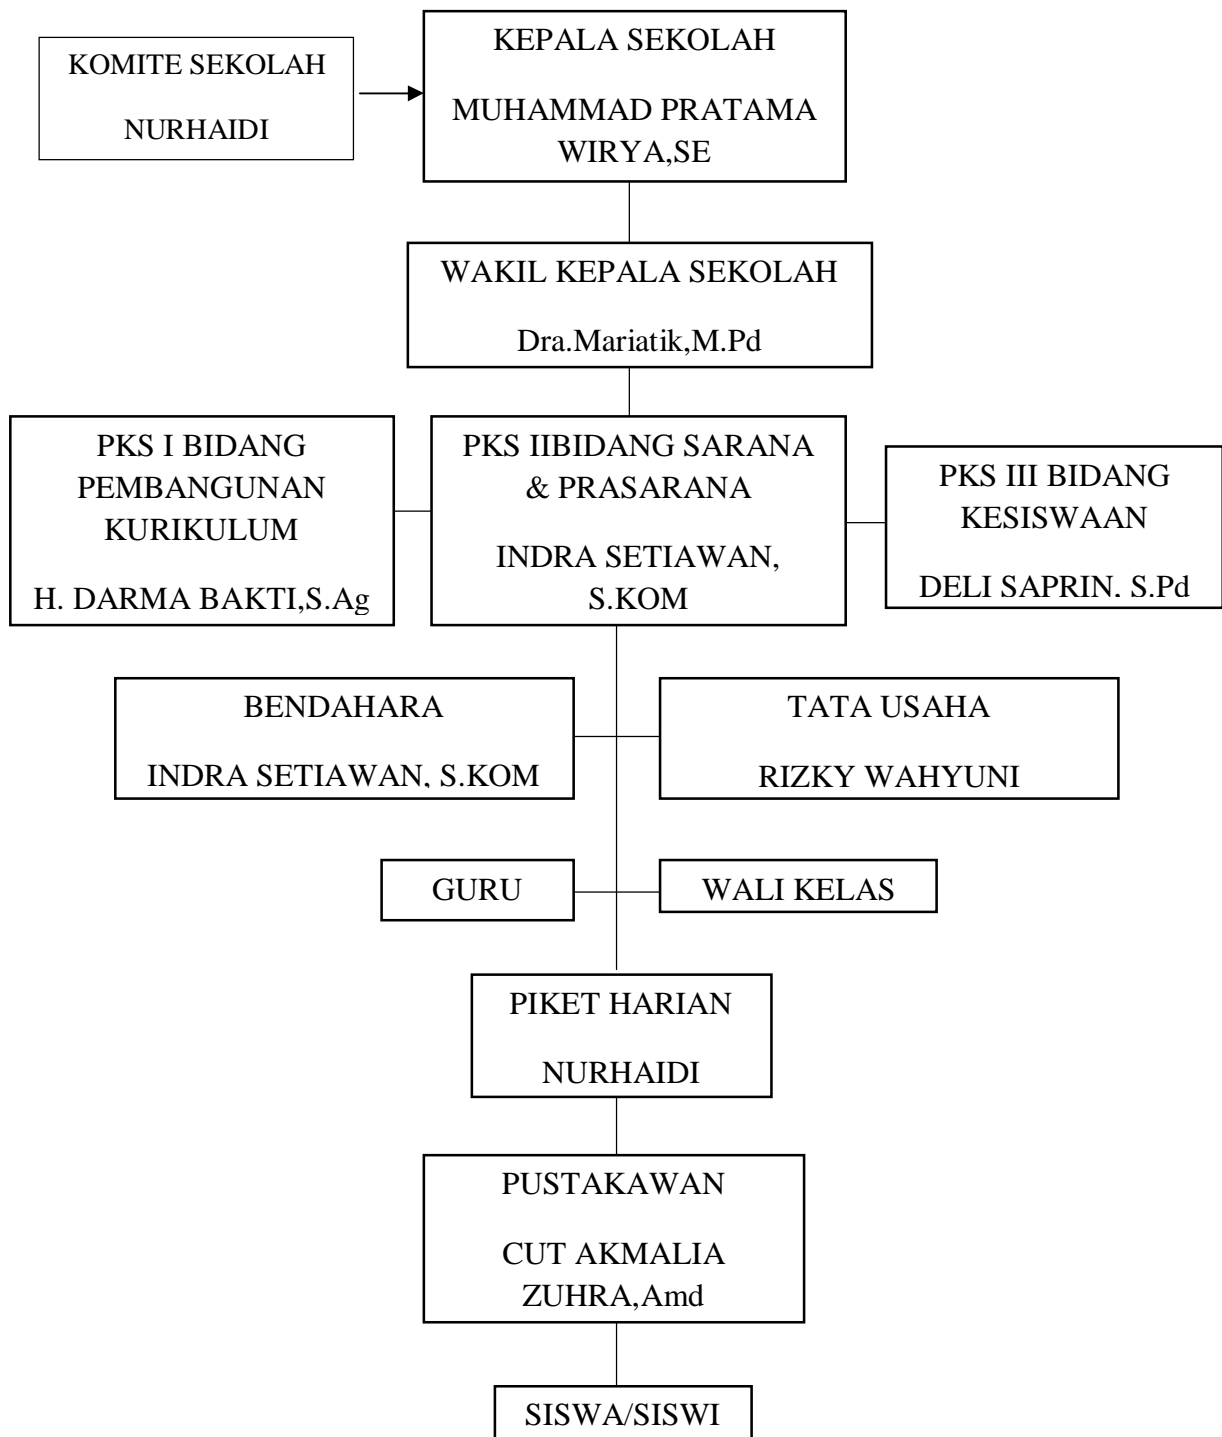 KEPALA SEKOLAH
MUHAMMAD PRATAMA
WIRYA,SE
KOMITE SEKOLAH
NURHAIDI
WAKIL KEPALA SEKOLAH
Dra.Mariatik,M.Pd
PKS I BIDANG
PEMBANGUNAN
KURIKULUM
H. DARMA BAKTI,S.Ag
PKS IIBIDANG SARANA
& PRASARANA
INDRA SETIAWAN,
S.KOM
PKS III BIDANG
KESISWAAN
DELI SAPRIN. S.Pd
BENDAHARA
INDRA SETIAWAN. S.KOM
TATA USAHA
RIZKY WAHYUNI
GURU
WALI KELAS
PIKET HARIAN
NURHAIDI
PUSTAKAWAN
CUT AKMALIA
ZUHRA,Amd
SISWA/SISWI